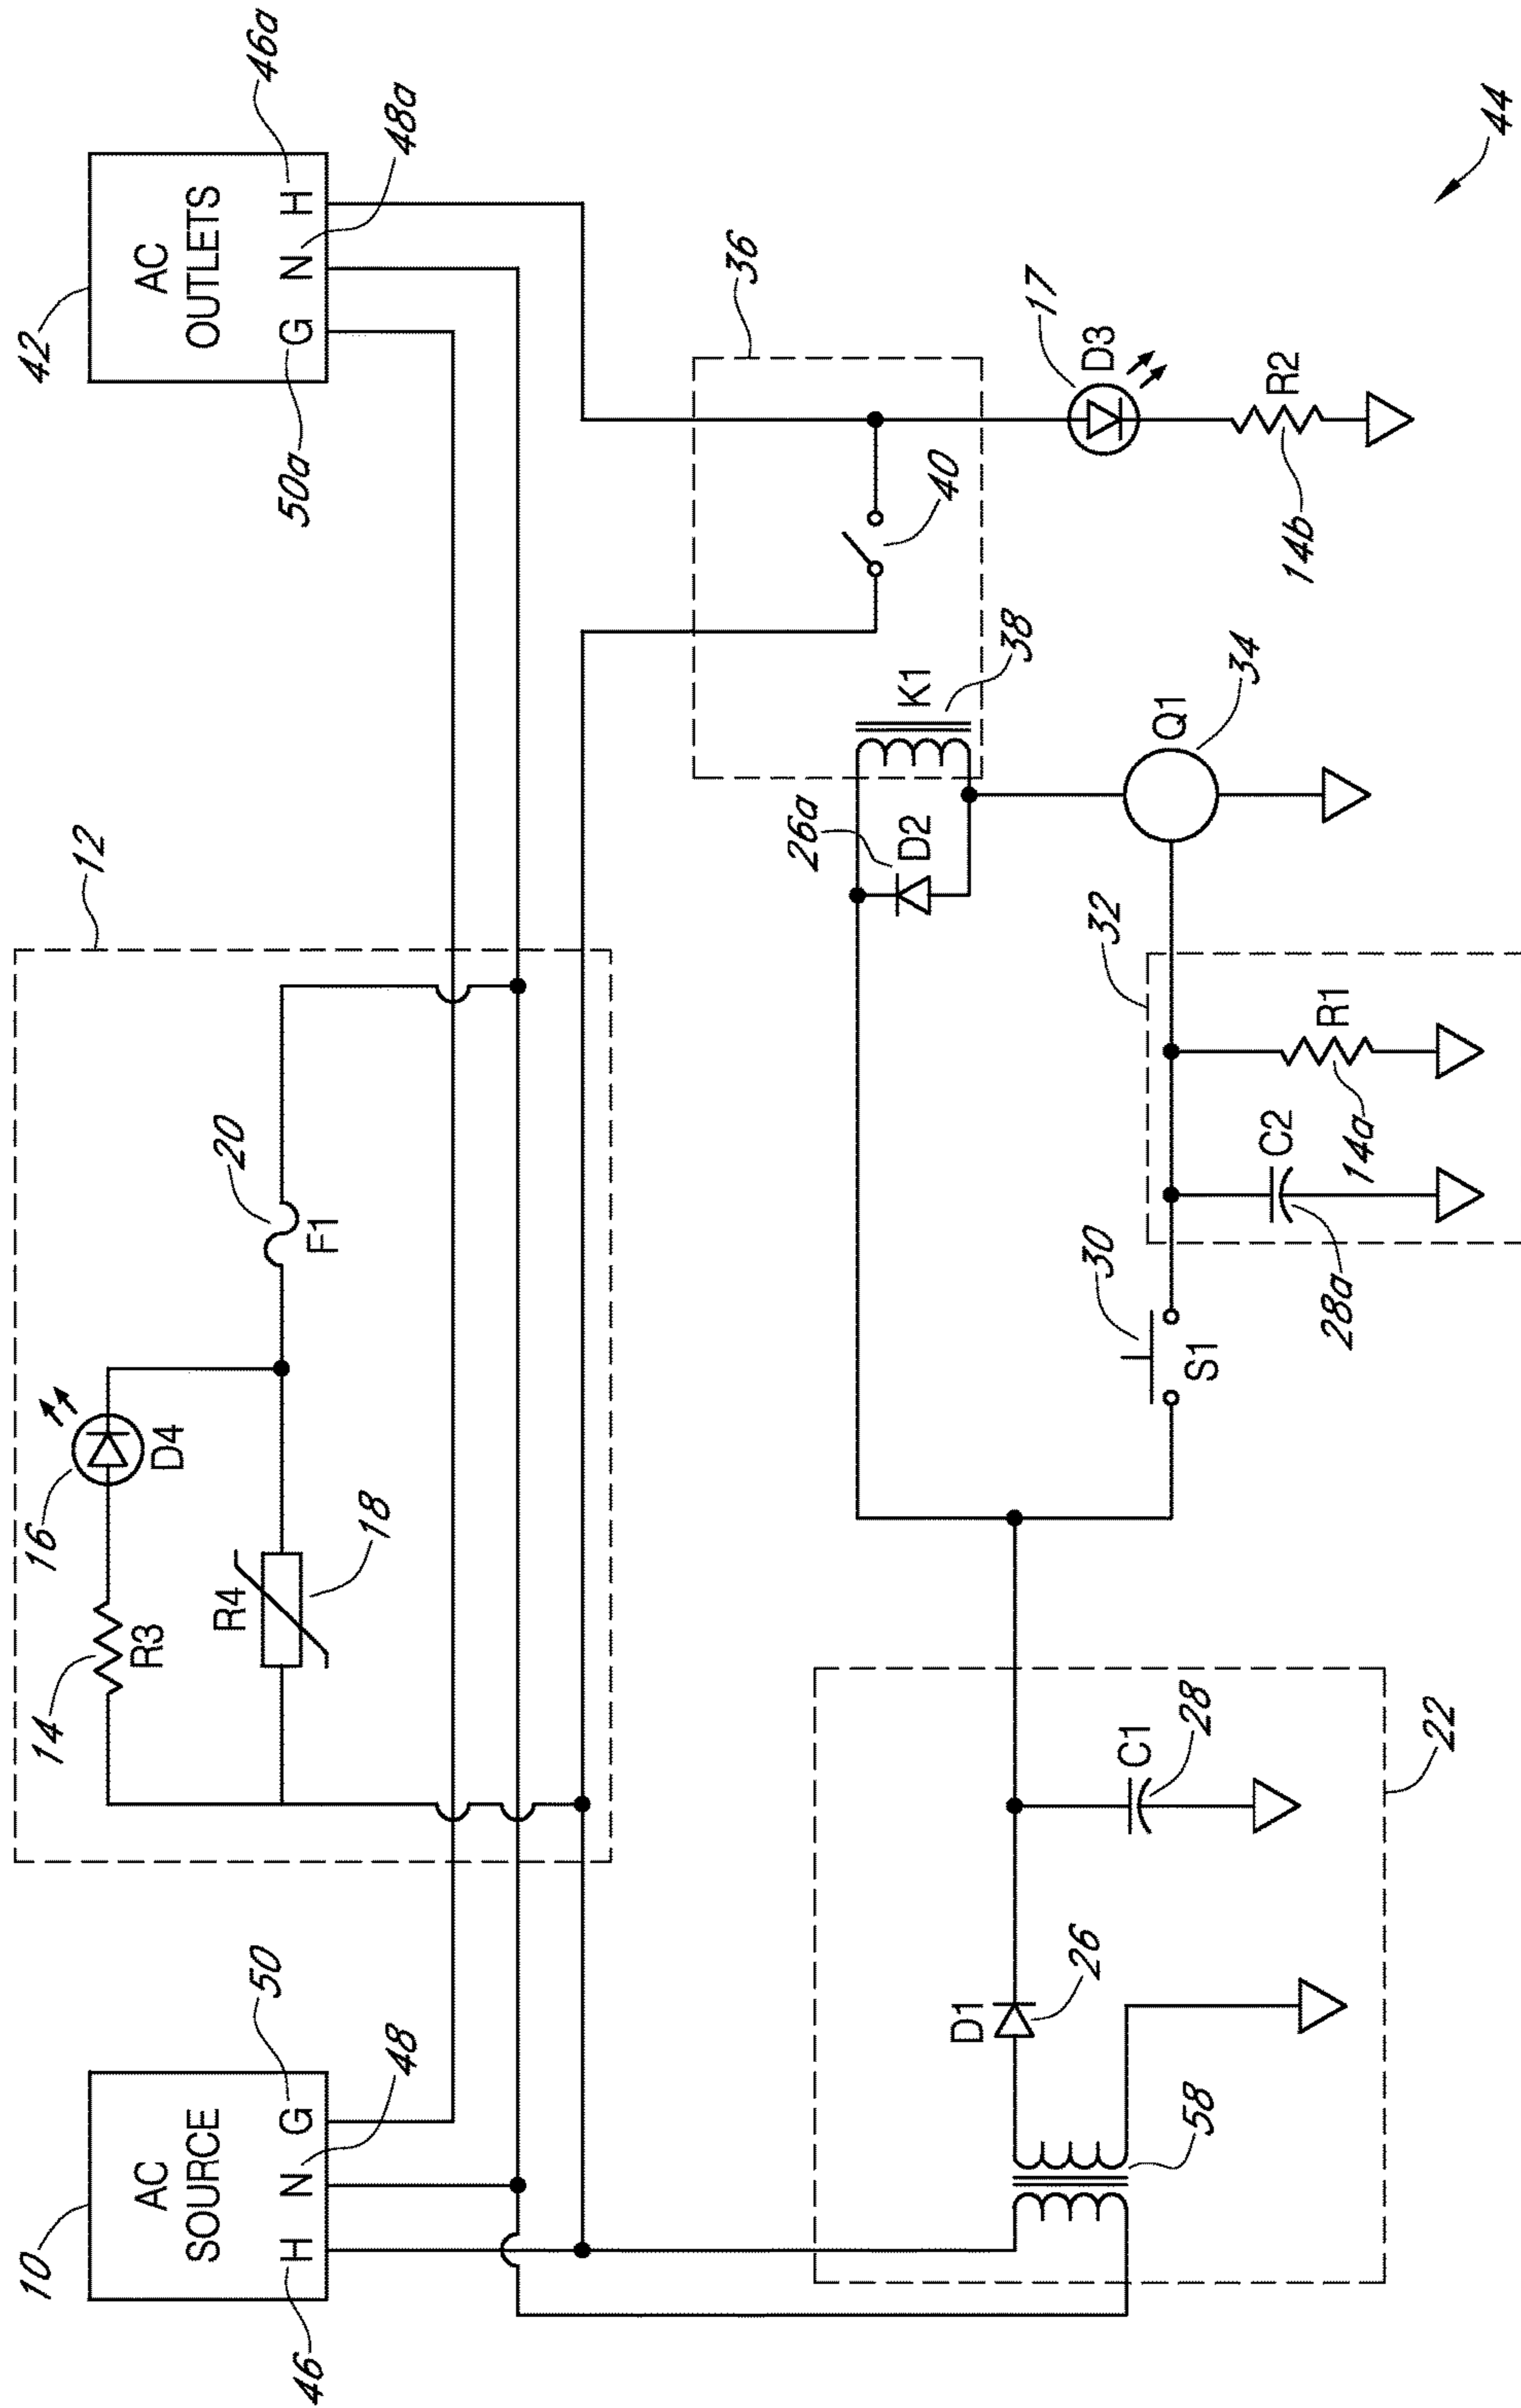 10
AC
SOURCE
H N G
46
48
50
12
14
R3
16
D4
R4
18
20
F1
42
AC
OUTLETS
G N H
50a
48a
46a
36
K1
38
40
17
D3
R2
14b
26a
D2
Q1
34
32
30
S1
C2
28a
R1
14a
22
D1
26
C1
28
58
44